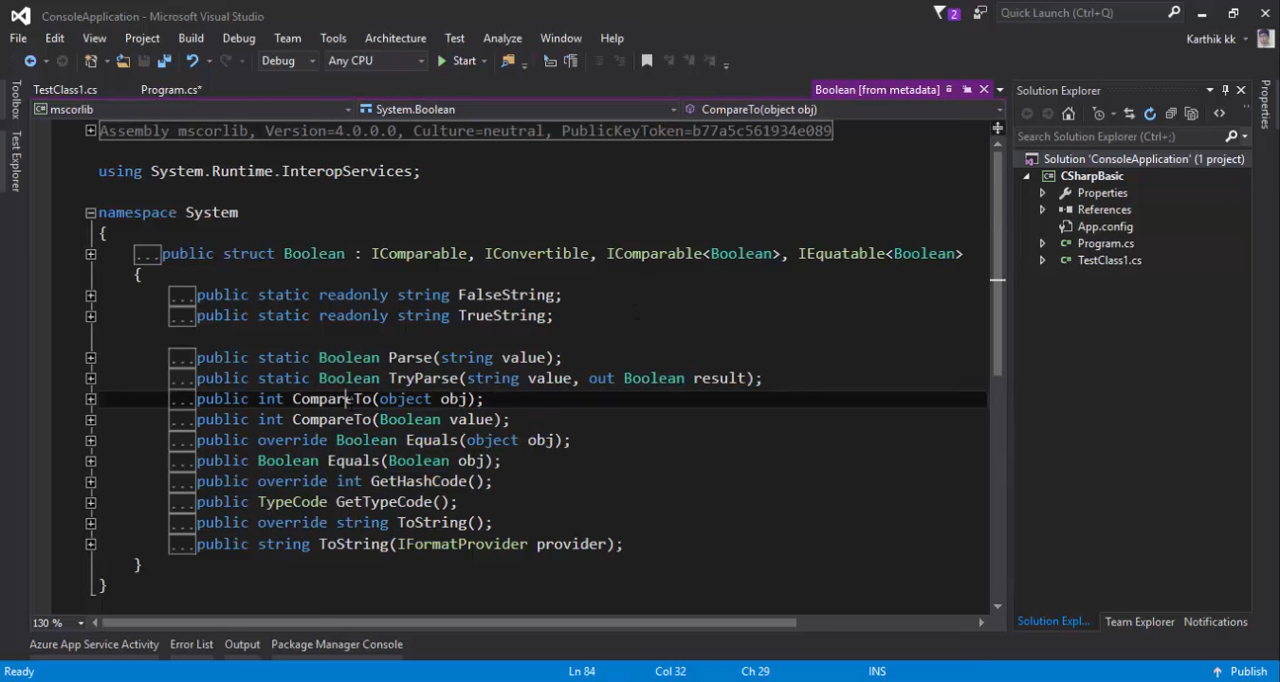 ConsoleApplication - Microsoft Visual Studio
2
Quick Launch (Ctrl+Q)
File Edit View Project Build Debug Team Tools Architecture Test Analyze Window Help
Karthik kk
Debug Any CPU Start
Toolbox
Test Explorer
TestClass1.cs Program.cs* Boolean [from metadata]
mscorlib System.Boolean CompareTo(object obj)
Assembly mscorlib, Version=4.0.0.0, Culture=neutral, PublicKeyToken=b77a5c561934e089
using System.Runtime.InteropServices;
namespace System
{
...public struct Boolean : IComparable, IConvertible, IComparable<Boolean>, IEquatable<Boolean>
{
...public static readonly string FalseString;
...public static readonly string TrueString;
...public static Boolean Parse(string value);
...public static Boolean TryParse(string value, out Boolean result);
...public int CompareTo(object obj);
...public int CompareTo(Boolean value);
...public override Boolean Equals(object obj);
...public Boolean Equals(Boolean obj);
...public override int GetHashCode();
...public TypeCode GetTypeCode();
...public override string ToString();
...public string ToString(IFormatProvider provider);
}
}
130 %
Solution Explorer
Search Solution Explorer (Ctrl+;)
Solution 'ConsoleApplication' (1 project)
CSharpBasic
Properties
References
App.config
Program.cs
TestClass1.cs
Solution Expl... Team Explorer Notifications
Properties
Azure App Service Activity Error List Output Package Manager Console
Ready Ln 84 Col 32 Ch 29 INS Publish